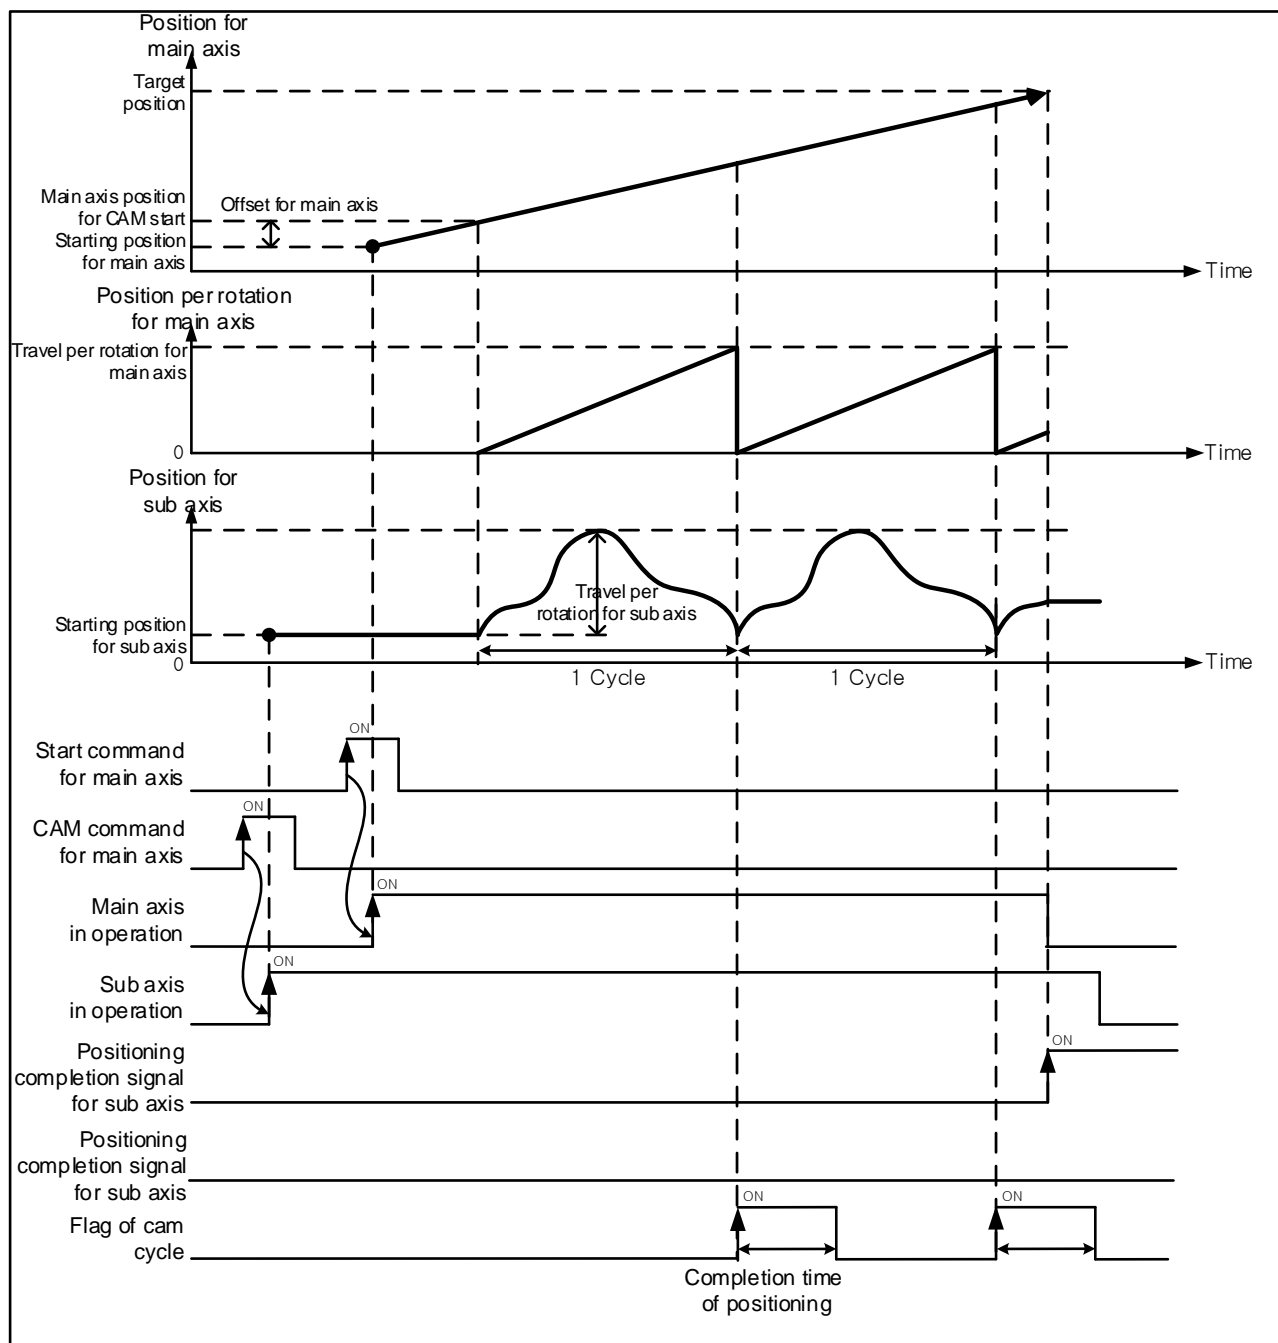 Position for
main axis
Target
position
Main axis position
for CAM start
Offset for main axis
Starting position
for main axis
Time
Position per rotation
for main axis
Travel per rotation for
main axis
0
Time
Position for
sub axis
Travel per
rotation for sub axis
Starting position
for sub axis
0
Time
1 Cycle
1 Cycle
ON
Start command
for main axis
ON
CAM command
for main axis
ON
Main axis
in operation
ON
Sub axis
in operation
ON
Positioning
completion signal
for sub axis
Positioning
completion signal
for sub axis
ON
ON
Flag of cam
cycle
Completion time
of positioning